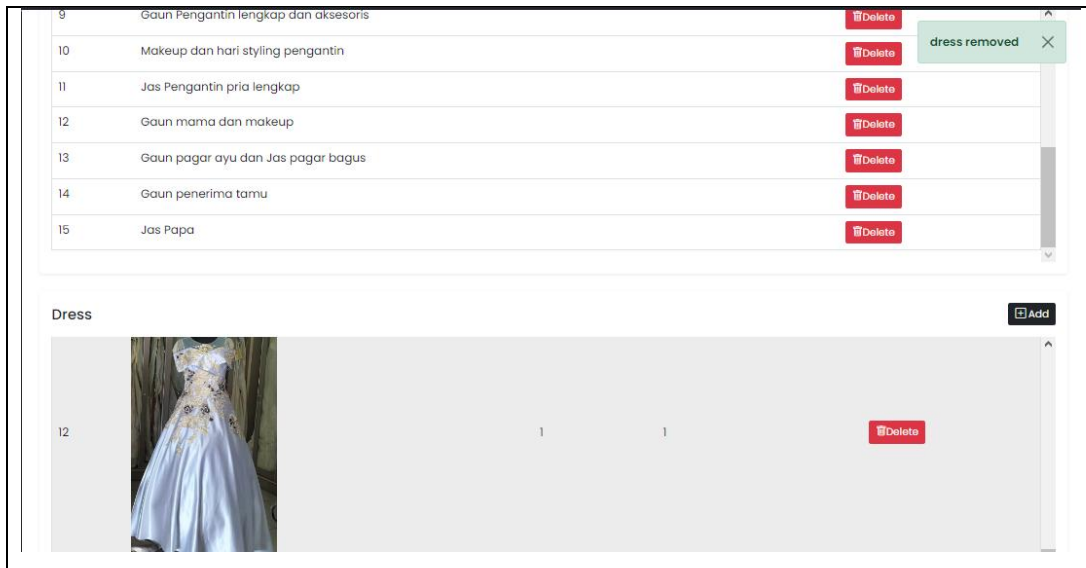 9 Gaun Pengantin lengkap dan aksesoris Delete
dress removed
10 Makeup dan hari styling pengantin Delete
11 Jas Pengantin pria lengkap Delete
12 Gaun mama dan makeup Delete
13 Gaun pagar ayu dan Jas pagar bagus Delete
14 Gaun penerima tamu Delete
15 Jas Papa Delete
Dress Add
12 1 1 Delete